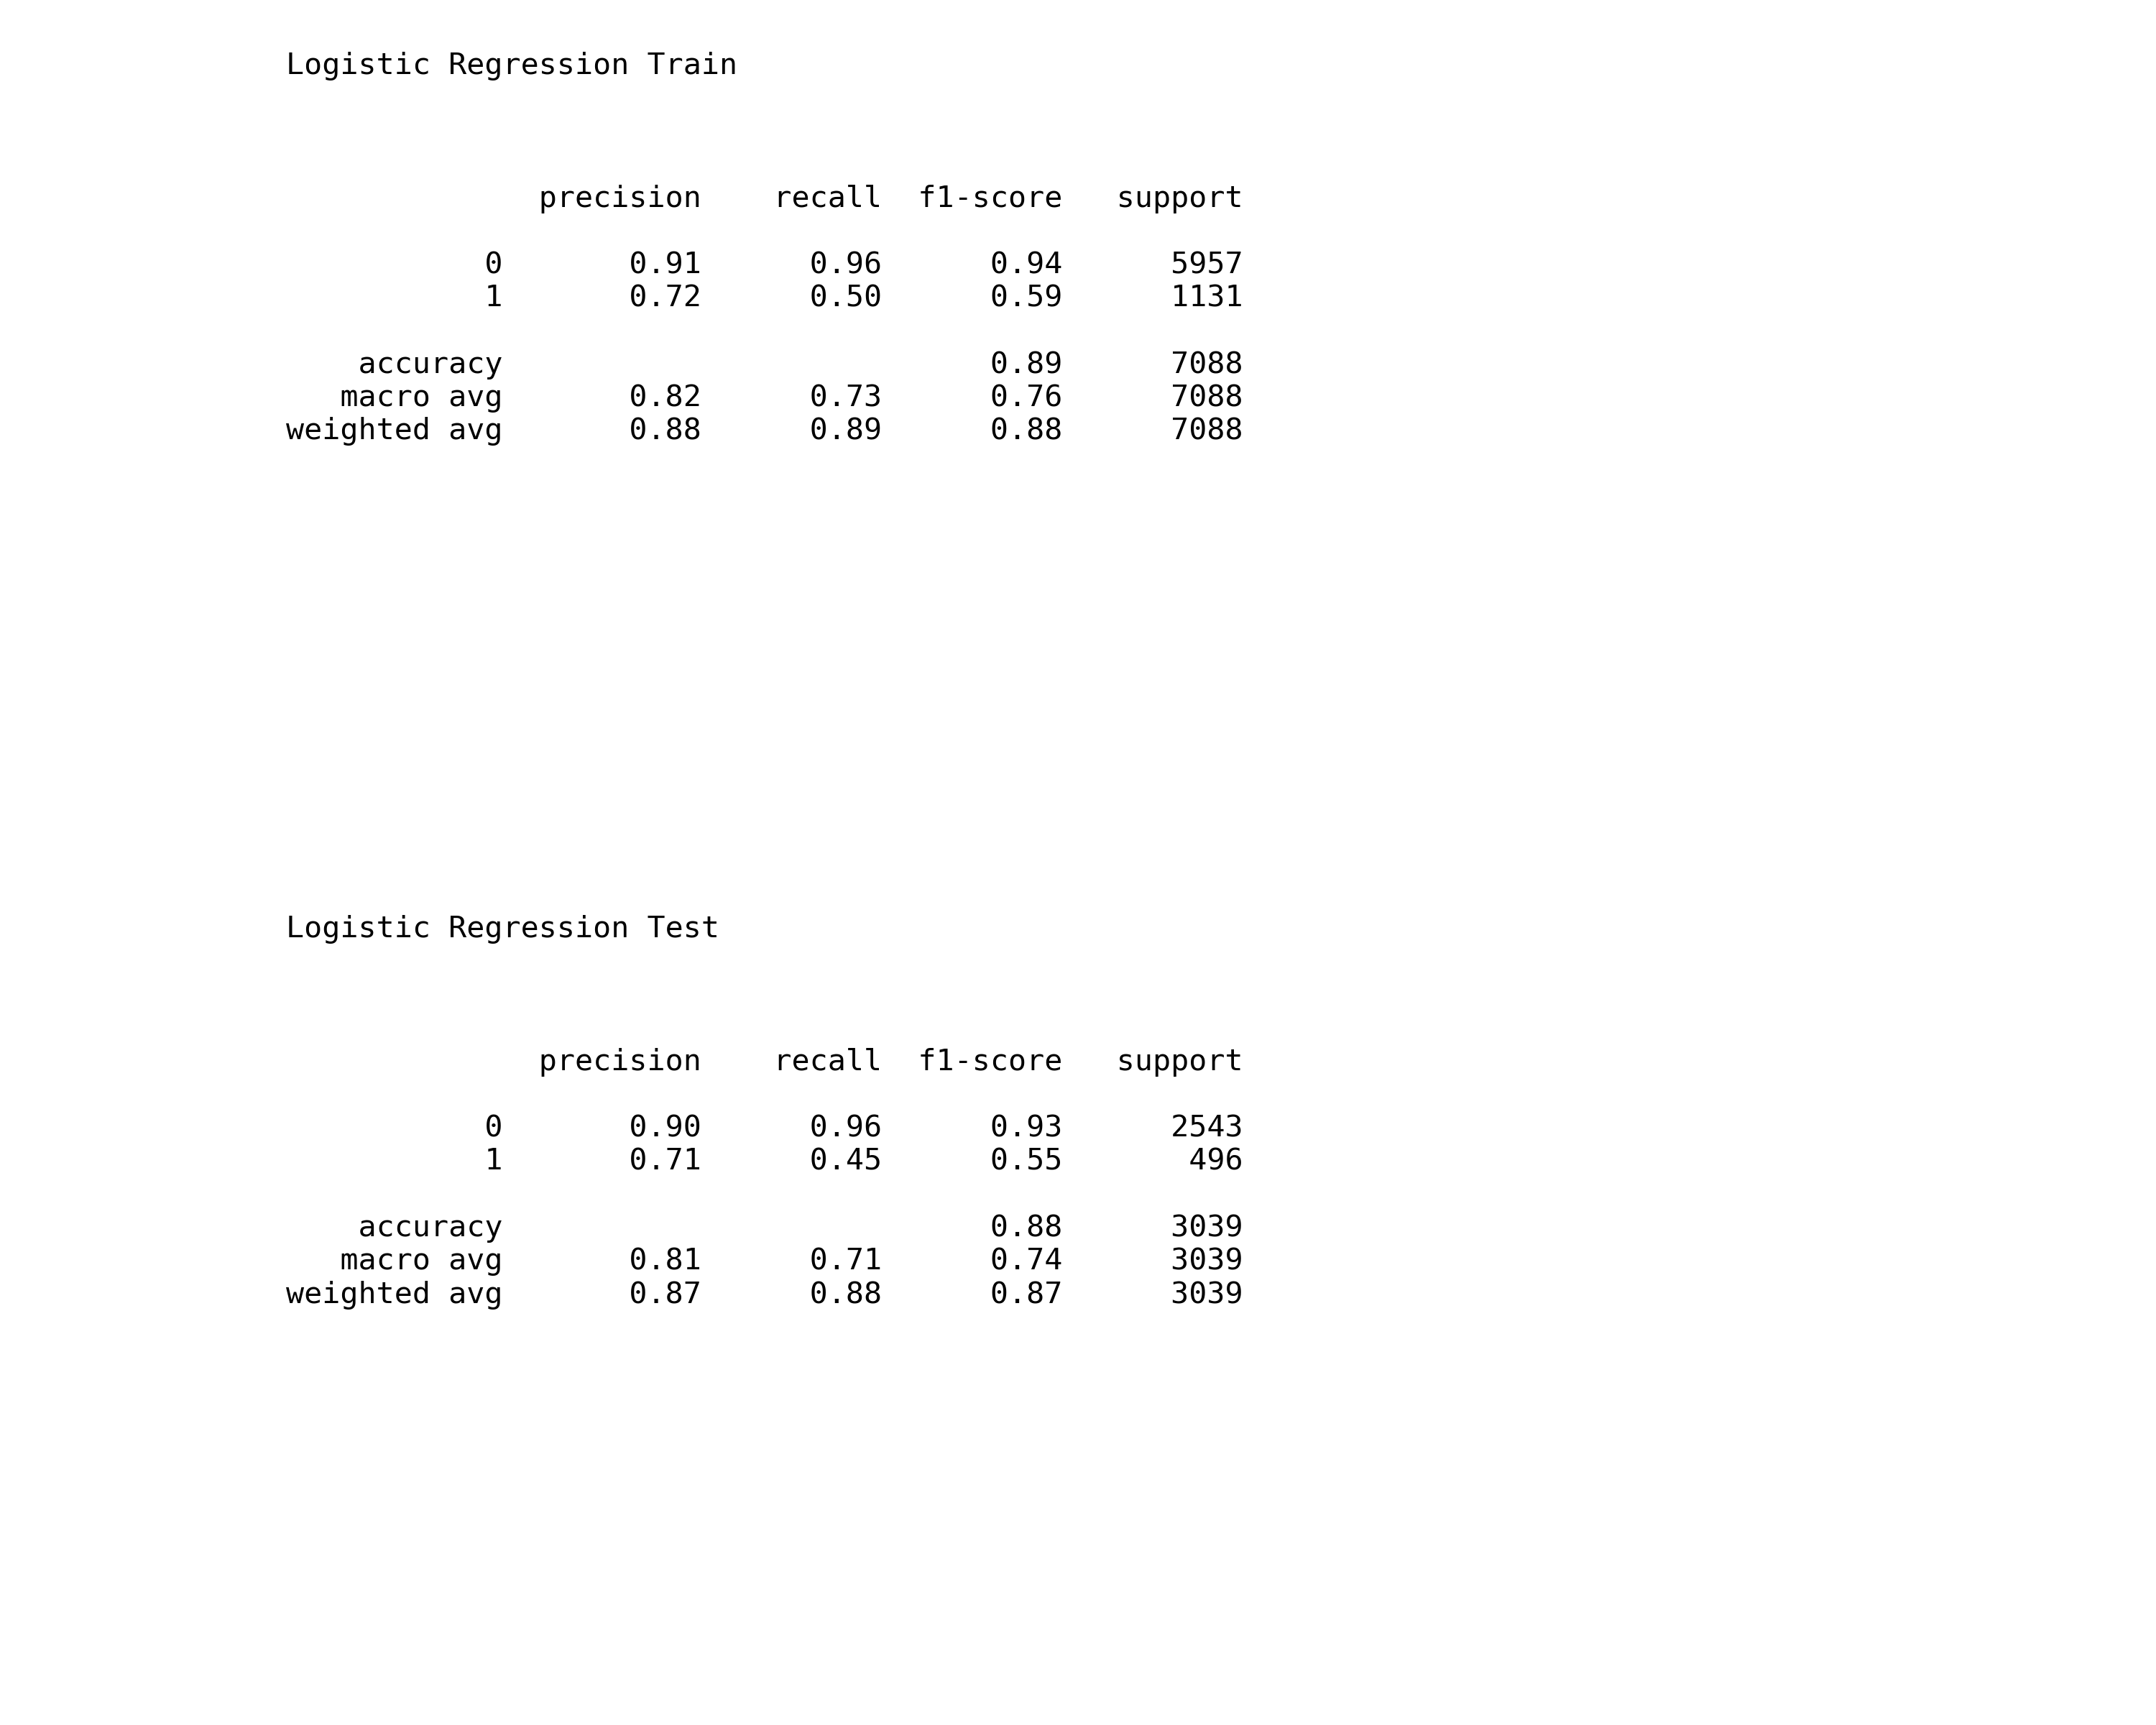 Logistic Regression Train
precision recall f1-score support
0 0.91 0.96 0.94 5957
1 0.72 0.50 0.59 1131
accuracy 0.89 7088
macro avg 0.82 0.73 0.76 7088
weighted avg 0.88 0.89 0.88 7088
Logistic Regression Test
precision recall f1-score support
0 0.90 0.96 0.93 2543
1 0.71 0.45 0.55 496
accuracy 0.88 3039
macro avg 0.81 0.71 0.74 3039
weighted avg 0.87 0.88 0.87 3039